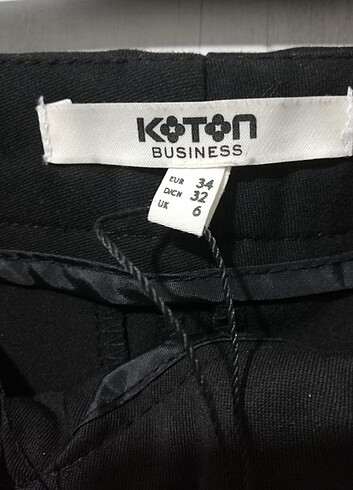 KOTON
BUSINESS
EUR 34
D/CH 32
UK 6